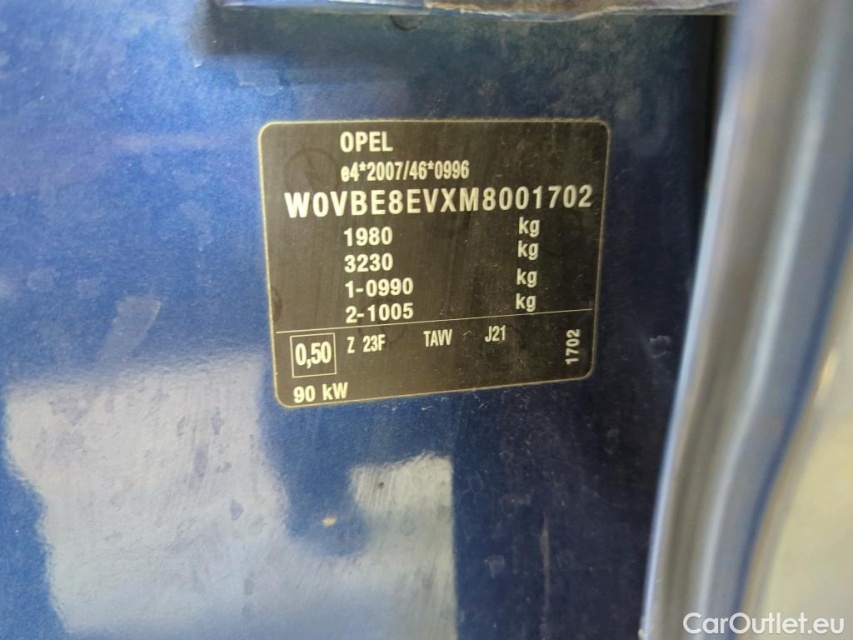 OPEL
e4*2007/46*0996
W0VBE8EVXM8001702
1980 kg
3230 kg
1-0990 kg
2-1005 kg
0,50 Z 23F TAVV J21 1702
90 kW
CarOutlet.eu